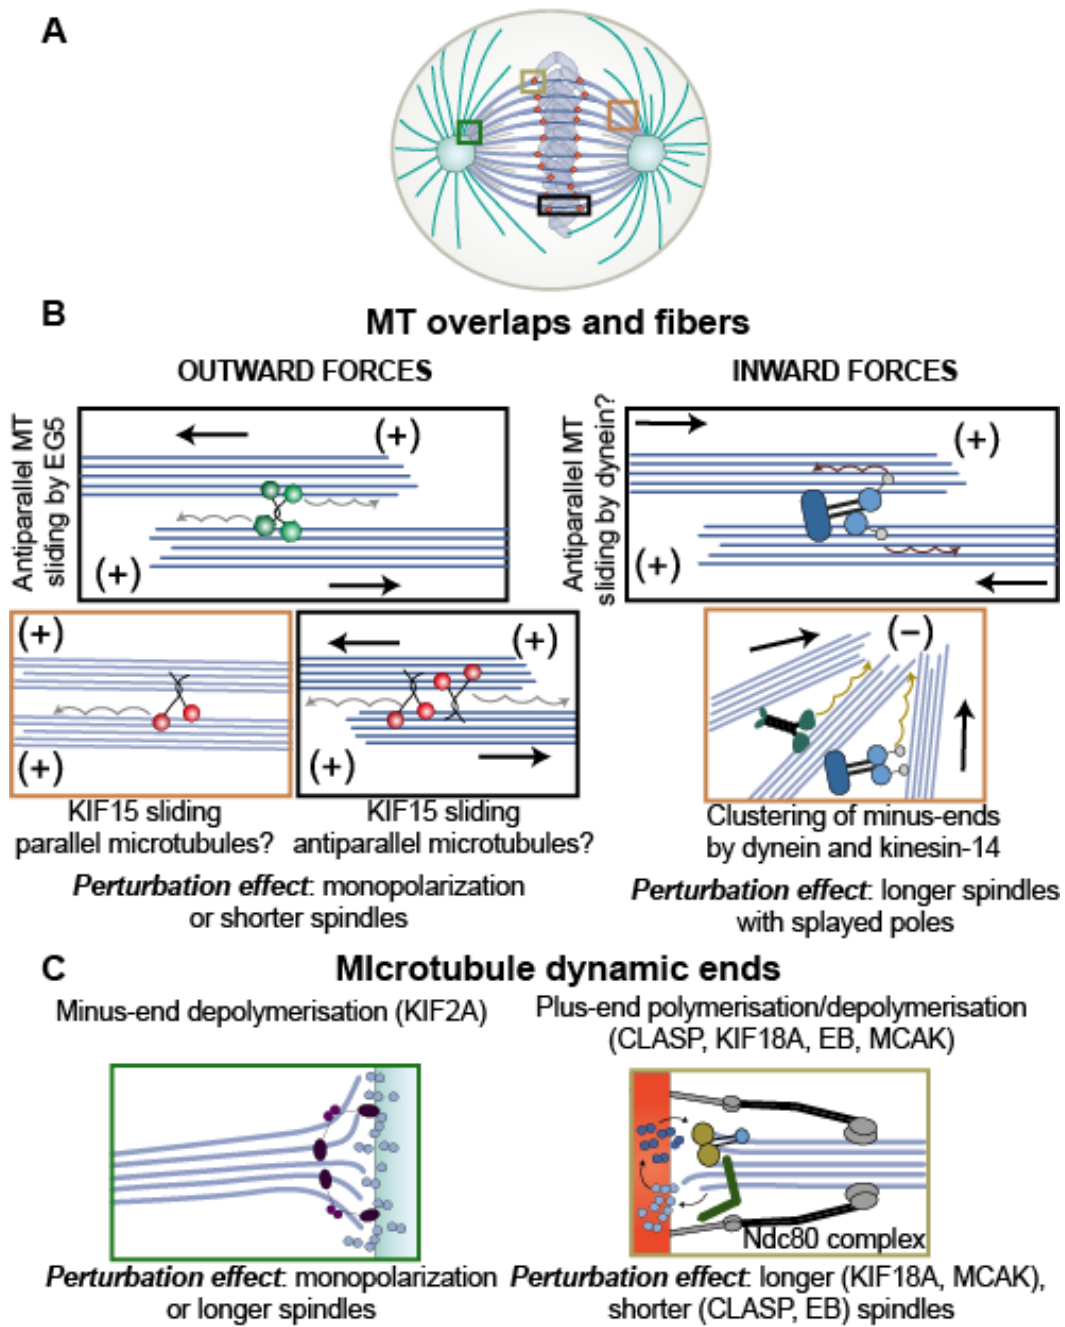 A
B
MT overlaps and fibers
OUTWARD FORCES
INWARD FORCES
Antiparallel MT
sliding by EG5
(+)
(+)
Antiparallel MT
sliding by dynein?
(+)
(+)
(+)
(+)
KIF15 sliding
parallel microtubules?
(+)
(+)
KIF15 sliding
antiparallel microtubules?
(−)
Clustering of minus-ends
by dynein and kinesin-14
Perturbation effect: monopolarization
or shorter spindles
Perturbation effect: longer spindles
with splayed poles
C
MIcrotubule dynamic ends
Minus-end depolymerisation (KIF2A)
Plus-end polymerisation/depolymerisation
(CLASP, KIF18A, EB, MCAK)
Ndc80 complex
Perturbation effect: monopolarization
or longer spindles
Perturbation effect: longer (KIF18A, MCAK),
shorter (CLASP, EB) spindles